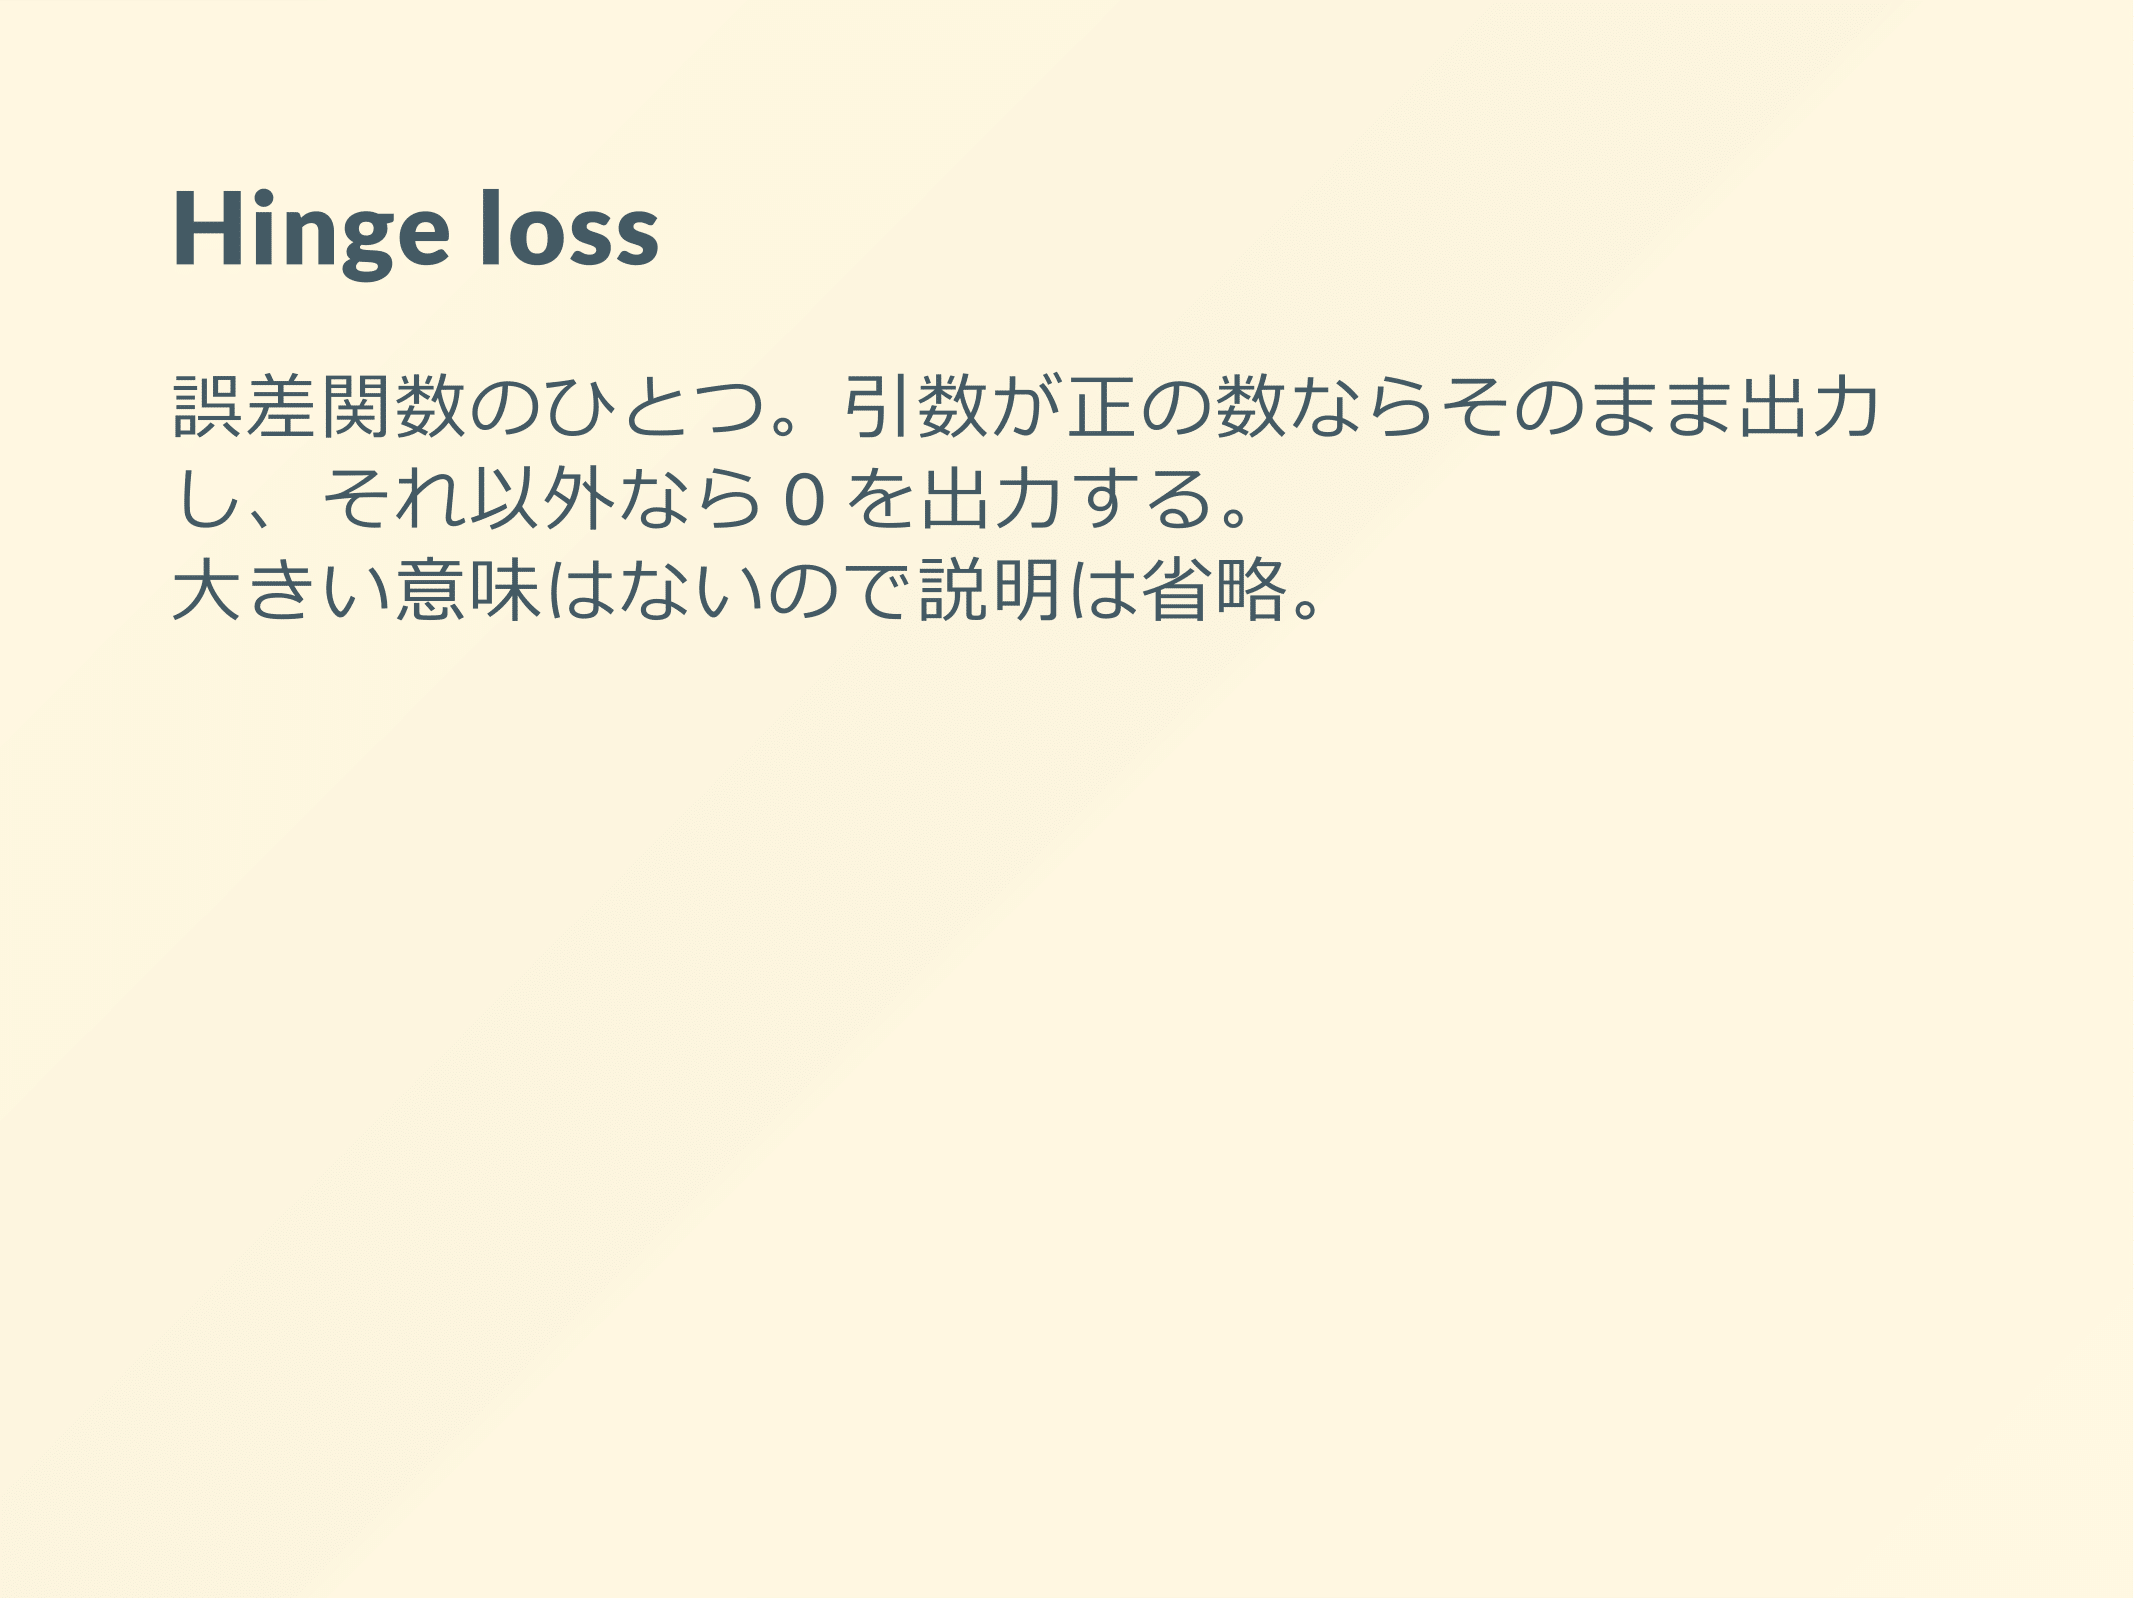 Hinge loss
誤差関数のひとつ。引数が正の数ならそのまま出力
し、それ以外なら 0 を出力する。
大きい意味はないので説明は省略。